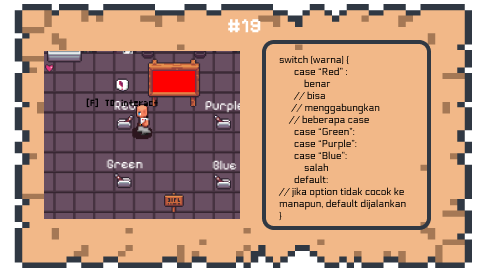 #19
[F] To interact
Red
Purple
Green
Blue
switch (warna) {
case "Red" :
benar
// bisa
// menggabungkan
// beberapa case
case "Green":
case "Purple":
case "Blue":
salah
default:
// jika option tidak cocok ke
manapun, default dijalankan
}